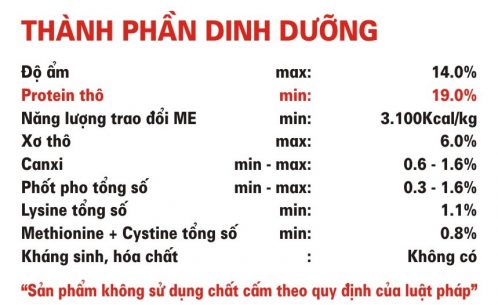 THÀNH PHẦN DINH DƯỠNG
Độ ẩm max: 14.0%
Protein thô min: 19.0%
Năng lượng trao đổi ME min: 3.100Kcal/kg
Xơ thô max: 6.0%
Canxi min - max: 0.6 - 1.6%
Phốt pho tổng số min - max: 0.3 - 1.6%
Lysine tổng số min: 1.1%
Methionine + Cystine tổng số min: 0.8%
Kháng sinh, hóa chất : Không có
“Sản phẩm không sử dụng chất cấm theo quy định của luật pháp”